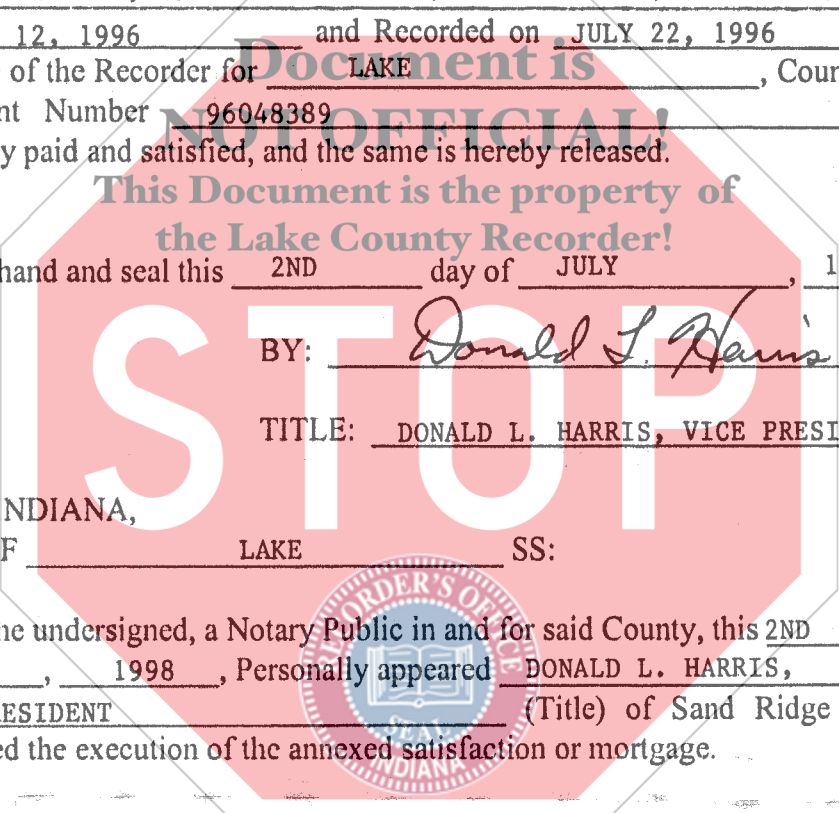 12, 1996 and Recorded on JULY 22, 1996
of the Recorder for LAKE , Coun
Document is
nt Number 96048389
NOT OFFICIAL!
y paid and satisfied, and the same is hereby released.
This Document is the property of
the Lake County Recorder!
hand and seal this 2ND day of JULY , 1
STOP
BY: Donald L. Harris
TITLE: DONALD L. HARRIS, VICE PRESI
NDIANA,
F LAKE SS:
RECORDER'S OFFICE
he undersigned, a Notary Public in and for said County, this 2ND
, 1998 , Personally appeared DONALD L. HARRIS,
ESIDENT (Title) of Sand Ridge
SEAL
ed the execution of the annexed satisfaction or mortgage.
INDIANA